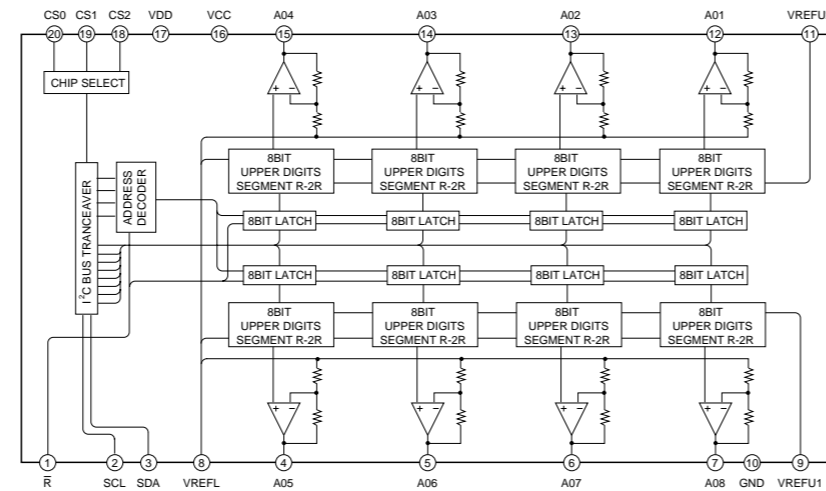 CS0 CS1 CS2 VDD VCC A04 A03 A02 A01 VREFU
20 19 18 17 16 15 14 13 12 11
CHIP SELECT
+ − + − + − + −
8BIT UPPER DIGITS SEGMENT R-2R
8BIT UPPER DIGITS SEGMENT R-2R
8BIT UPPER DIGITS SEGMENT R-2R
8BIT UPPER DIGITS SEGMENT R-2R
I²C BUS TRANCEAVER
ADDRESS
DECODER
8BIT LATCH 8BIT LATCH 8BIT LATCH 8BIT LATCH
8BIT LATCH 8BIT LATCH 8BIT LATCH 8BIT LATCH
8BIT UPPER DIGITS SEGMENT R-2R
8BIT UPPER DIGITS SEGMENT R-2R
8BIT UPPER DIGITS SEGMENT R-2R
8BIT UPPER DIGITS SEGMENT R-2R
+ − + − + − + −
1 2 3 8 4 5 6 7 10 9
R̅ SCL SDA VREFL A05 A06 A07 A08 GND VREFU1